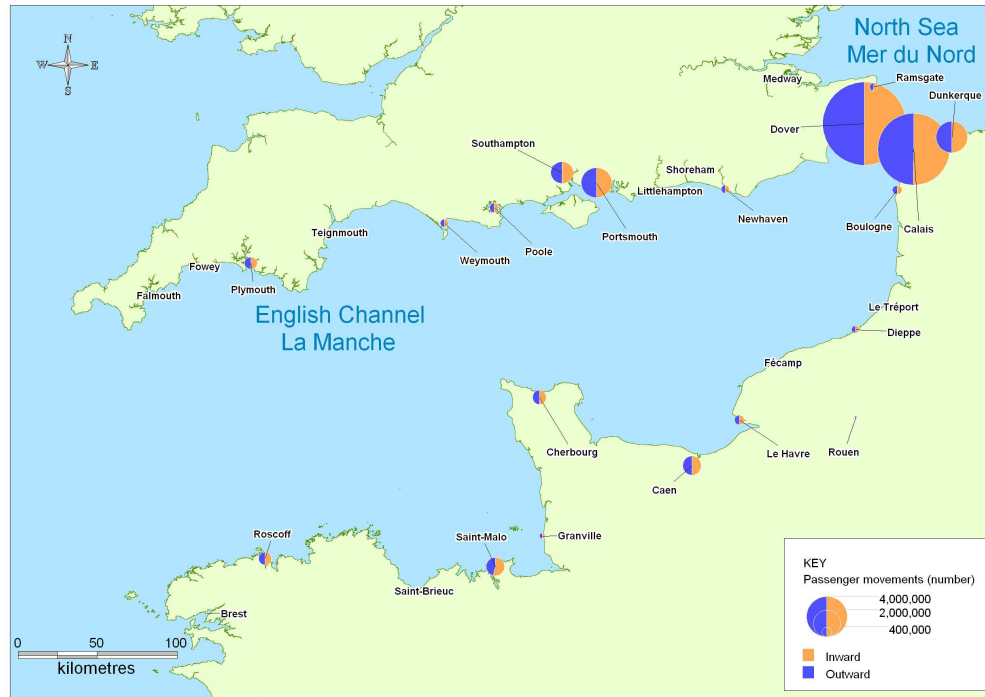 North Sea
Mer du Nord
N
W E
S
Medway
Ramsgate
Dunkerque
Dover
Southampton
Shoreham
Littlehampton
Newhaven
Boulogne
Calais
Portsmouth
Poole
Weymouth
Teignmouth
Fowey
Plymouth
Falmouth
English Channel
La Manche
Le Tréport
Dieppe
Fécamp
Cherbourg
Le Havre
Rouen
Caen
Roscoff
Saint-Malo
Granville
Saint-Brieuc
Brest
0 50 100
kilometres
KEY
Passenger movements (number)
4,000,000
2,000,000
400,000
Inward
Outward